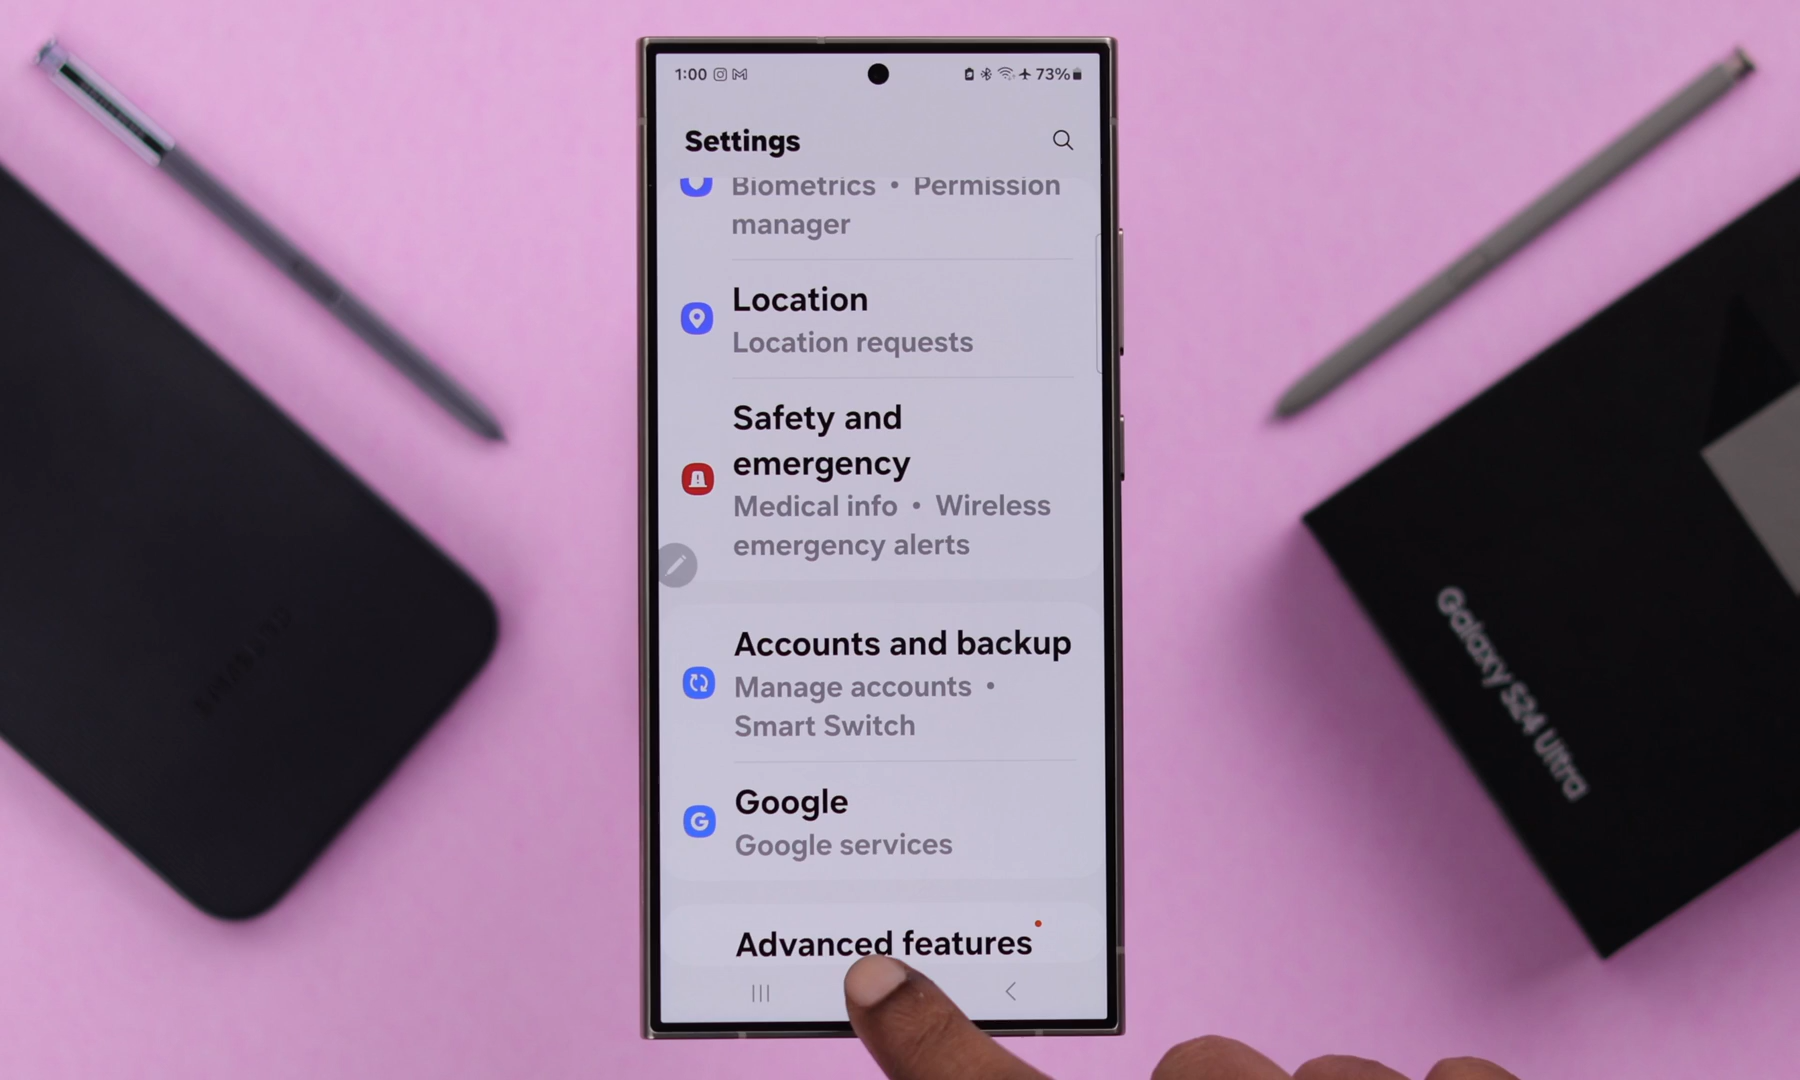 1:00
73%
Settings
Biometrics • Permission
manager
Location
Location requests
Safety and
emergency
Medical info • Wireless
emergency alerts
Accounts and backup
Manage accounts •
Smart Switch
Google
Google services
Advanced features
SAMSUNG
Galaxy S24 Ultra